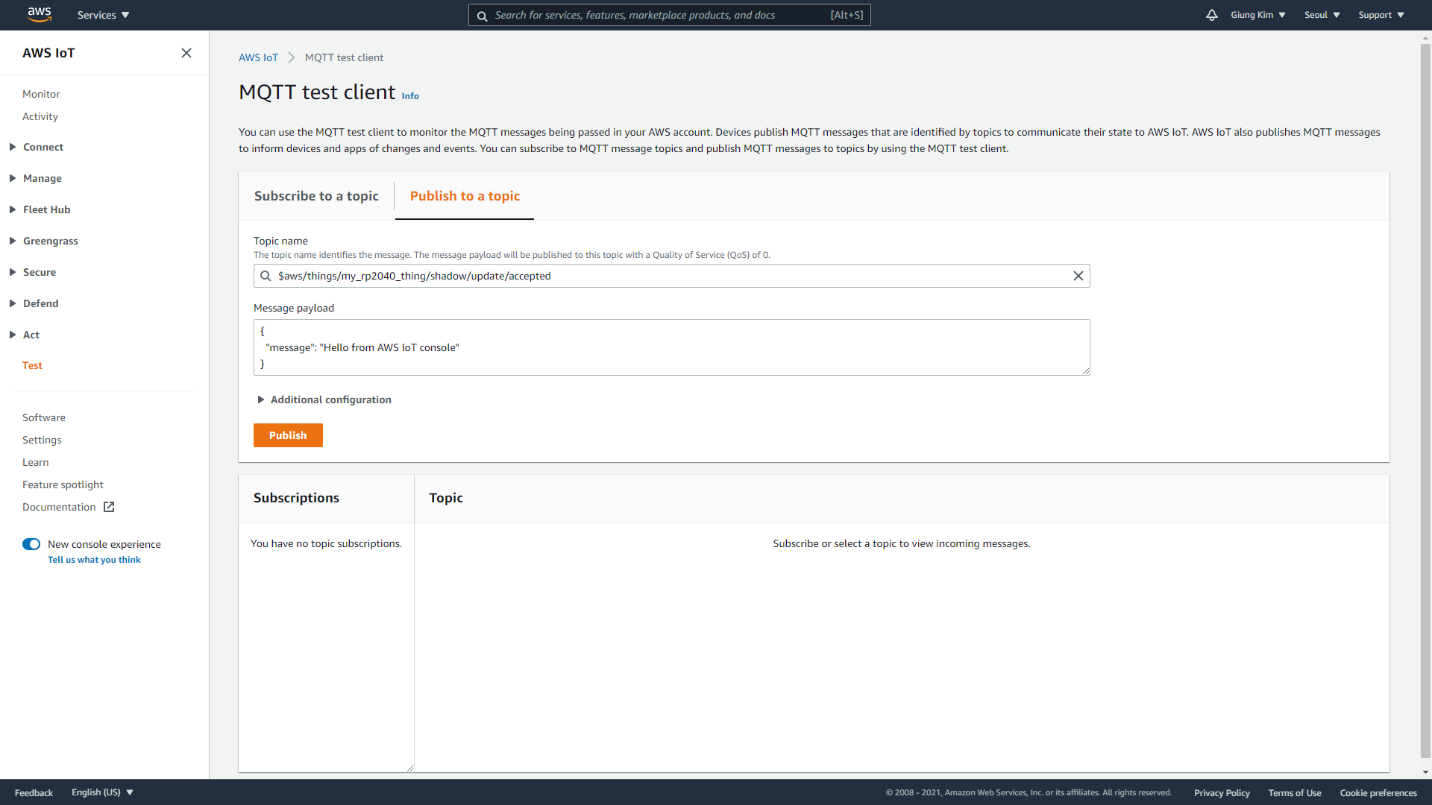 aws
Services
Search for services, features, marketplace products, and docs
[Alt+S]
Giung Kim
Seoul
Support
AWS IoT
Monitor
Activity
Connect
Manage
Fleet Hub
Greengrass
Secure
Defend
Act
Test
Software
Settings
Learn
Feature spotlight
Documentation
New console experience
Tell us what you think
AWS IoT
MQTT test client
MQTT test client Info
You can use the MQTT test client to monitor the MQTT messages being passed in your AWS account. Devices publish MQTT messages that are identified by topics to communicate their state to AWS IoT. AWS IoT also publishes MQTT messages
to inform devices and apps of changes and events. You can subscribe to MQTT message topics and publish MQTT messages to topics by using the MQTT test client.
Subscribe to a topic
Publish to a topic
Topic name
The topic name identifies the message. The message payload will be published to this topic with a Quality of Service (QoS) of 0.
$aws/things/my_rp2040_thing/shadow/update/accepted
Message payload
{
"message": "Hello from AWS IoT console"
}
Additional configuration
Publish
Subscriptions
Topic
You have no topic subscriptions.
Subscribe or select a topic to view incoming messages.
Feedback
English (US)
© 2008 - 2021, Amazon Web Services, Inc. or its affiliates. All rights reserved.
Privacy Policy
Terms of Use
Cookie preferences